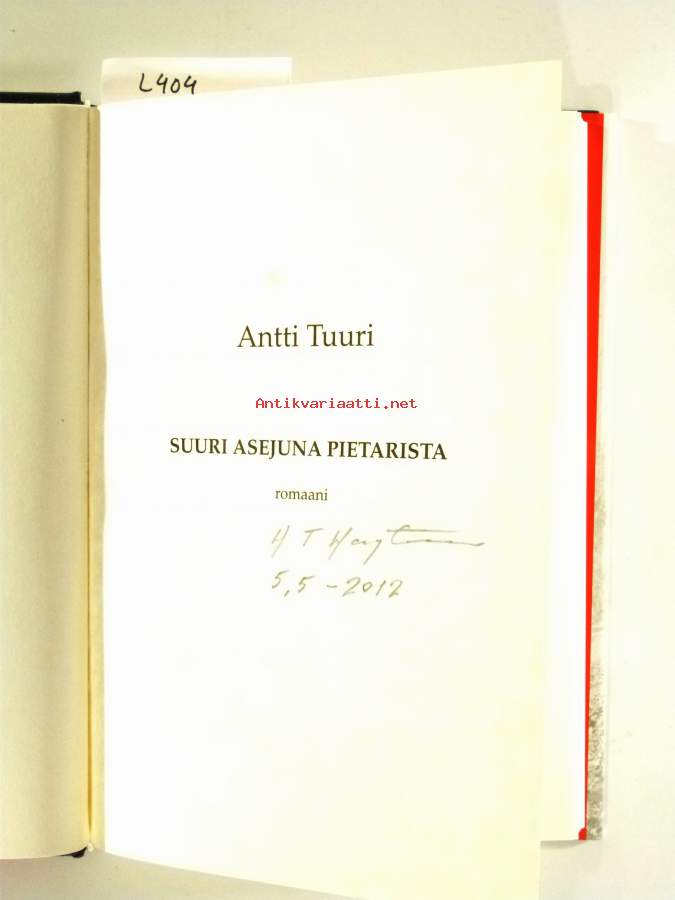 L404
Antti Tuuri
Antikvariaatti.net
SUURI ASEJUNA PIETARISTA
romaani
H T
5,5-2012